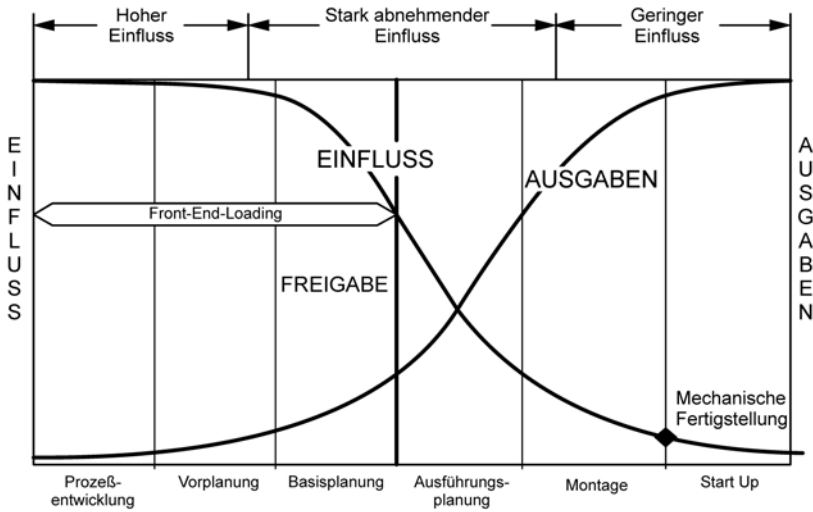 Hoher
Einfluss
Stark abnehmender
Einfluss
Geringer
Einfluss
EINFLUSS
EINFLUSS
AUSGABEN
AUSGABEN
Front-End-Loading
FREIGABE
Mechanische
Fertigstellung
Prozeß-
entwicklung
Vorplanung
Basisplanung
Ausführungs-
planung
Montage
Start Up